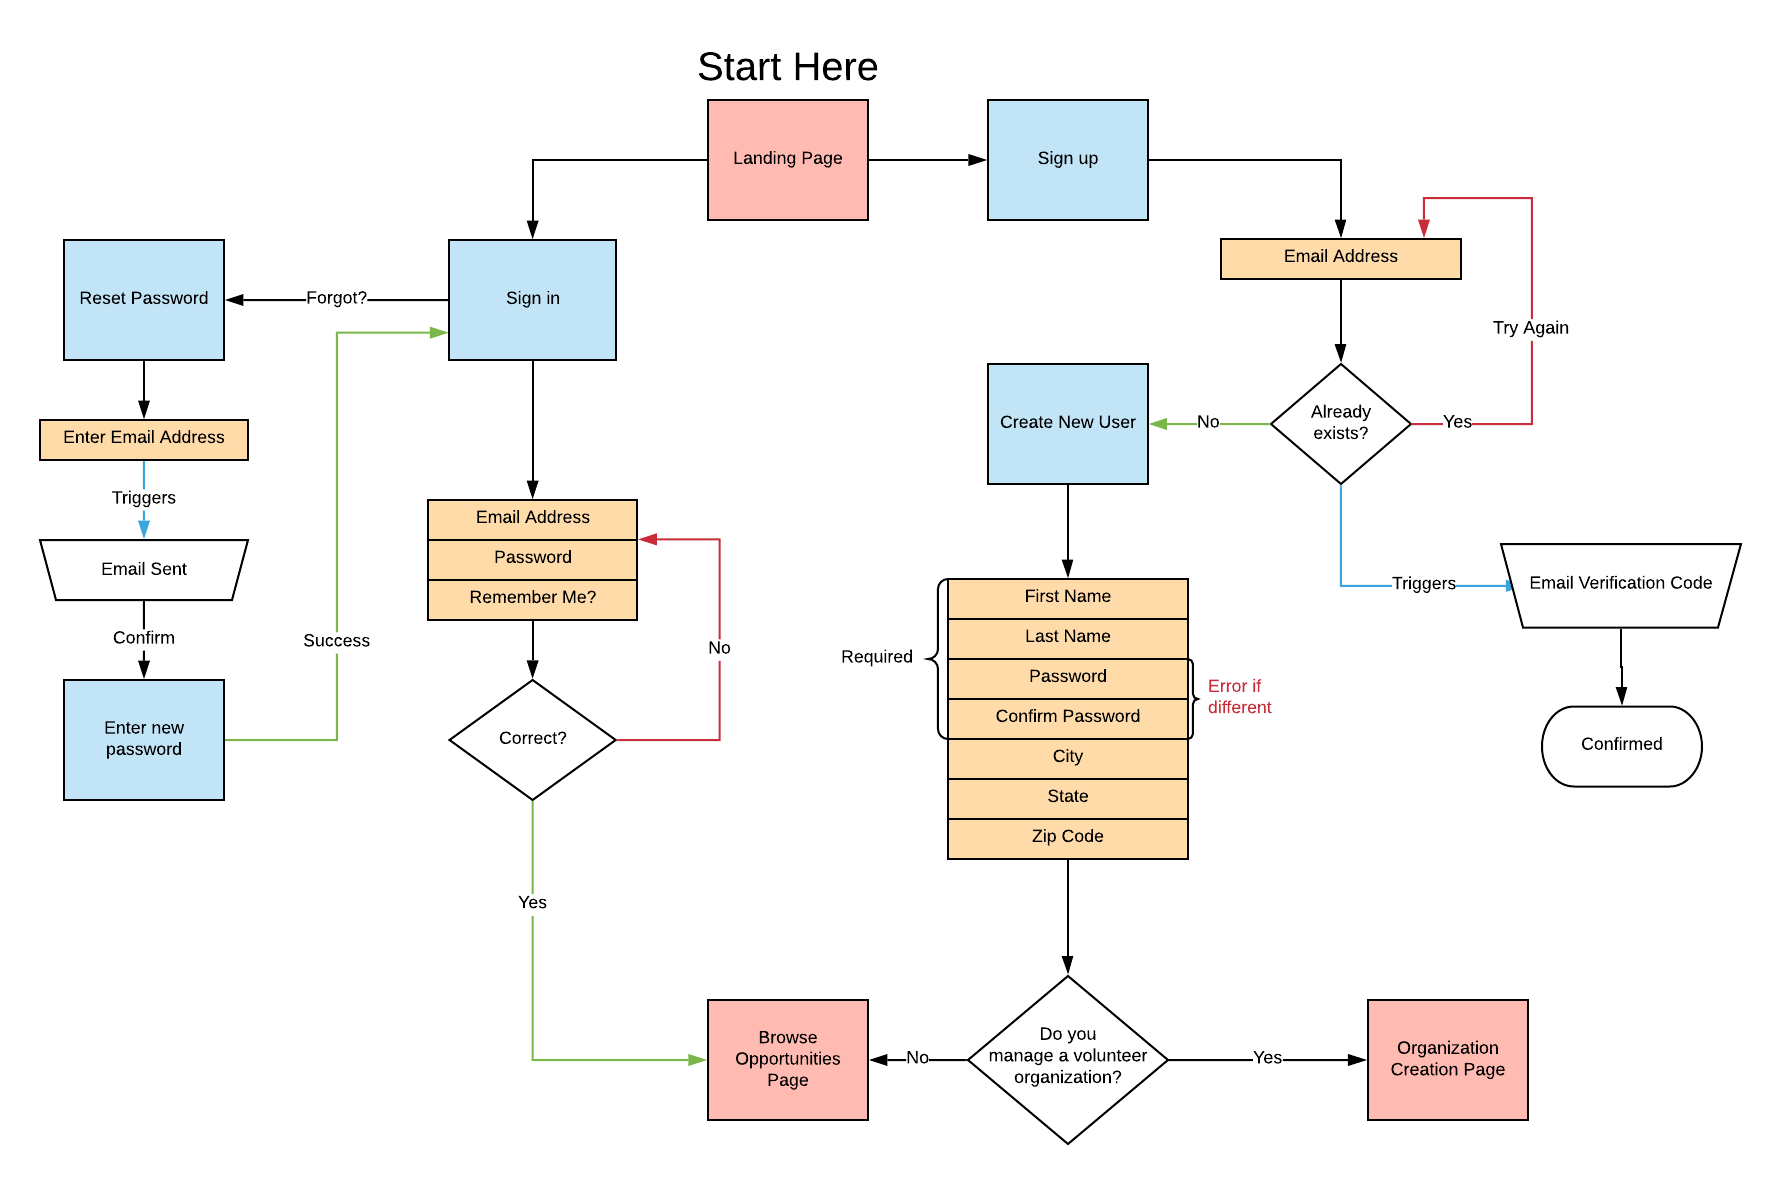 Start Here
Landing Page
Sign up
Email Address
Reset Password
Forgot?
Sign in
Try Again
Create New User
No
Already
exists?
Yes
Enter Email Address
Triggers
Email Sent
Confirm
Success
Enter new
password
Email Address
Password
Remember Me?
No
Correct?
Yes
Triggers
Email Verification Code
Confirmed
Required
First Name
Last Name
Password
Confirm Password
City
State
Zip Code
Error if
different
Browse
Opportunities
Page
No
Do you
manage a volunteer
organization?
Yes
Organization
Creation Page